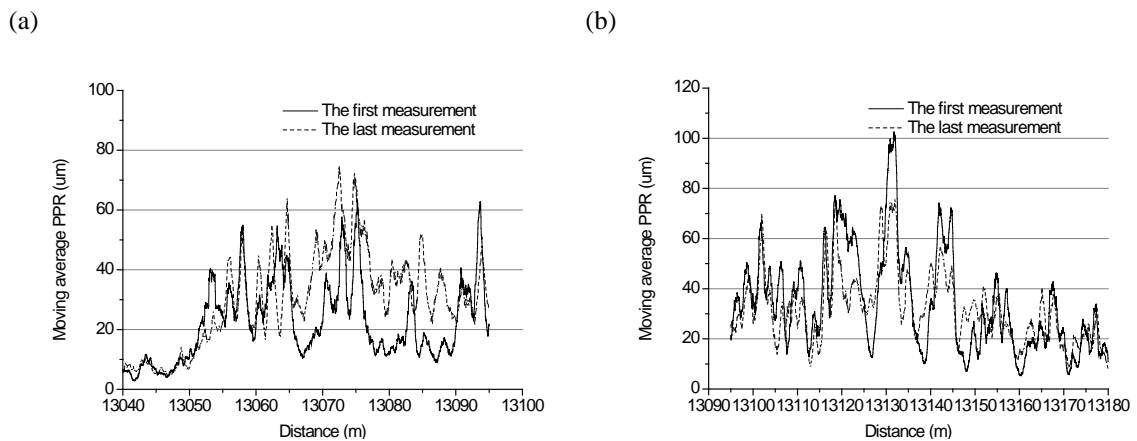 (a)
(b)
100
80
60
40
20
0
Moving average PPR (um)
The first measurement
The last measurement
13040 13050 13060 13070 13080 13090 13100
Distance (m)
120
100
80
60
40
20
0
Moving average PPR (um)
The first measurement
The last measurement
13090 13100 13110 13120 13130 13140 13150 13160 13170 13180
Distance (m)